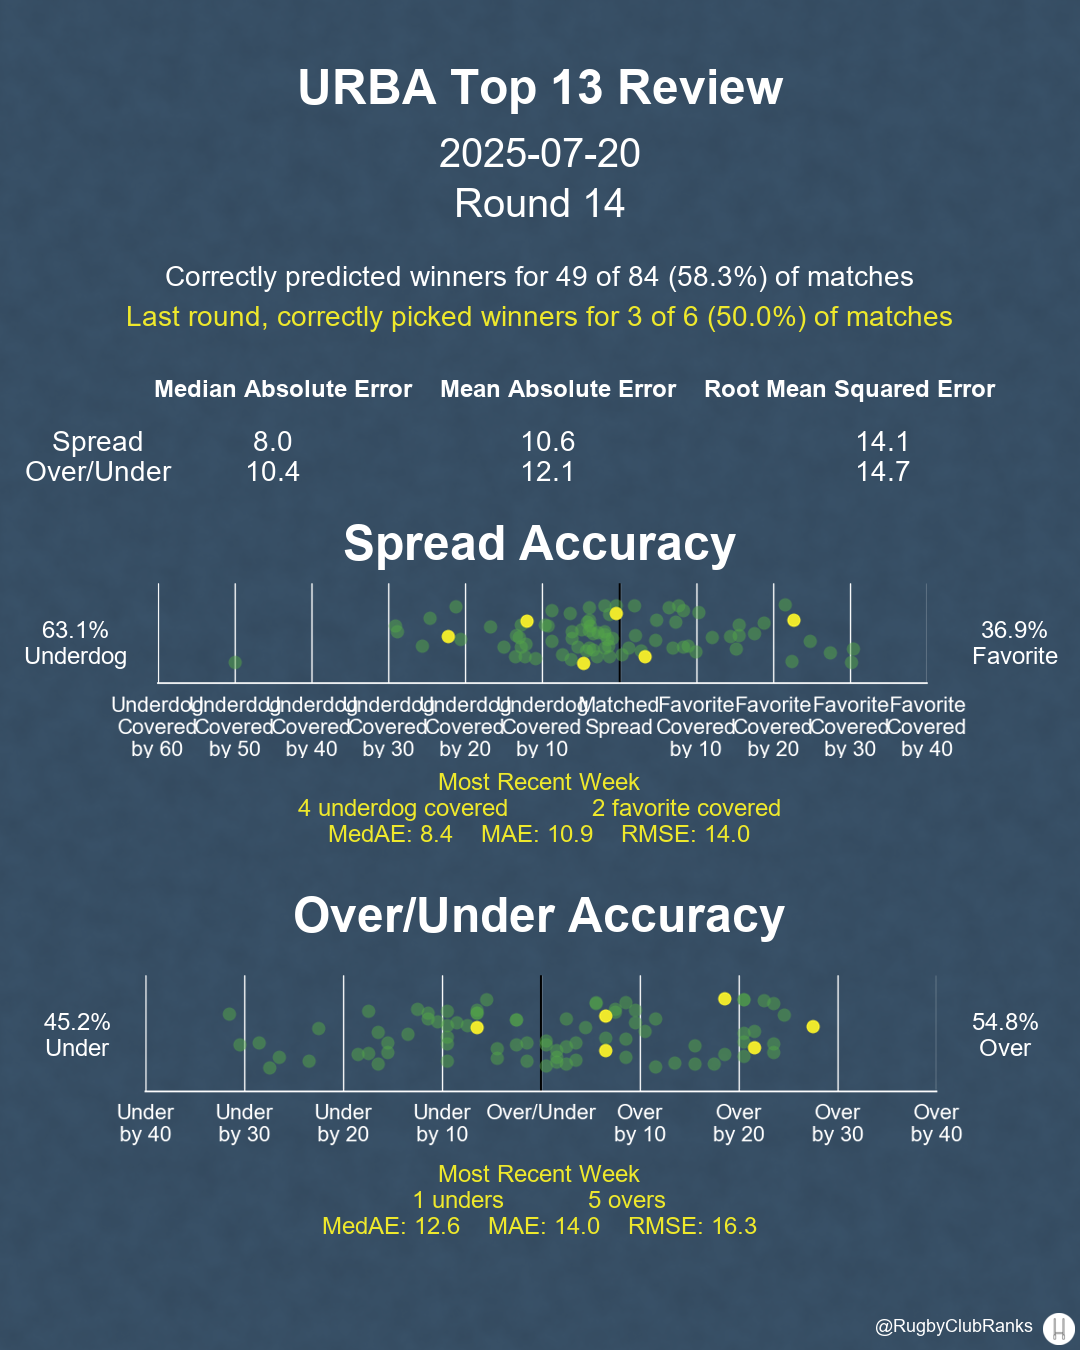 URBA Top 13 Review
2025-07-20
Round 14
Correctly predicted winners for 49 of 84 (58.3%) of matches
Last round, correctly picked winners for 3 of 6 (50.0%) of matches
Median Absolute Error Mean Absolute Error Root Mean Squared Error
Spread 8.0 10.6 14.1
Over/Under 10.4 12.1 14.7
Spread Accuracy
63.1% 36.9%
Underdog Favorite
Underdog Underdog Underdog Underdog Underdog Underdog Matched Favorite Favorite Favorite Favorite
Covered Covered Covered Covered Covered Covered Spread Covered Covered Covered Covered
by 60 by 50 by 40 by 30 by 20 by 10 by 10 by 20 by 30 by 40
Most Recent Week
4 underdog covered 2 favorite covered
MedAE: 8.4 MAE: 10.9 RMSE: 14.0
Over/Under Accuracy
45.2% 54.8%
Under Over
Under Under Under Under Over/Under Over Over Over Over
by 40 by 30 by 20 by 10 by 10 by 20 by 30 by 40
Most Recent Week
1 unders 5 overs
MedAE: 12.6 MAE: 14.0 RMSE: 16.3
@RugbyClubRanks